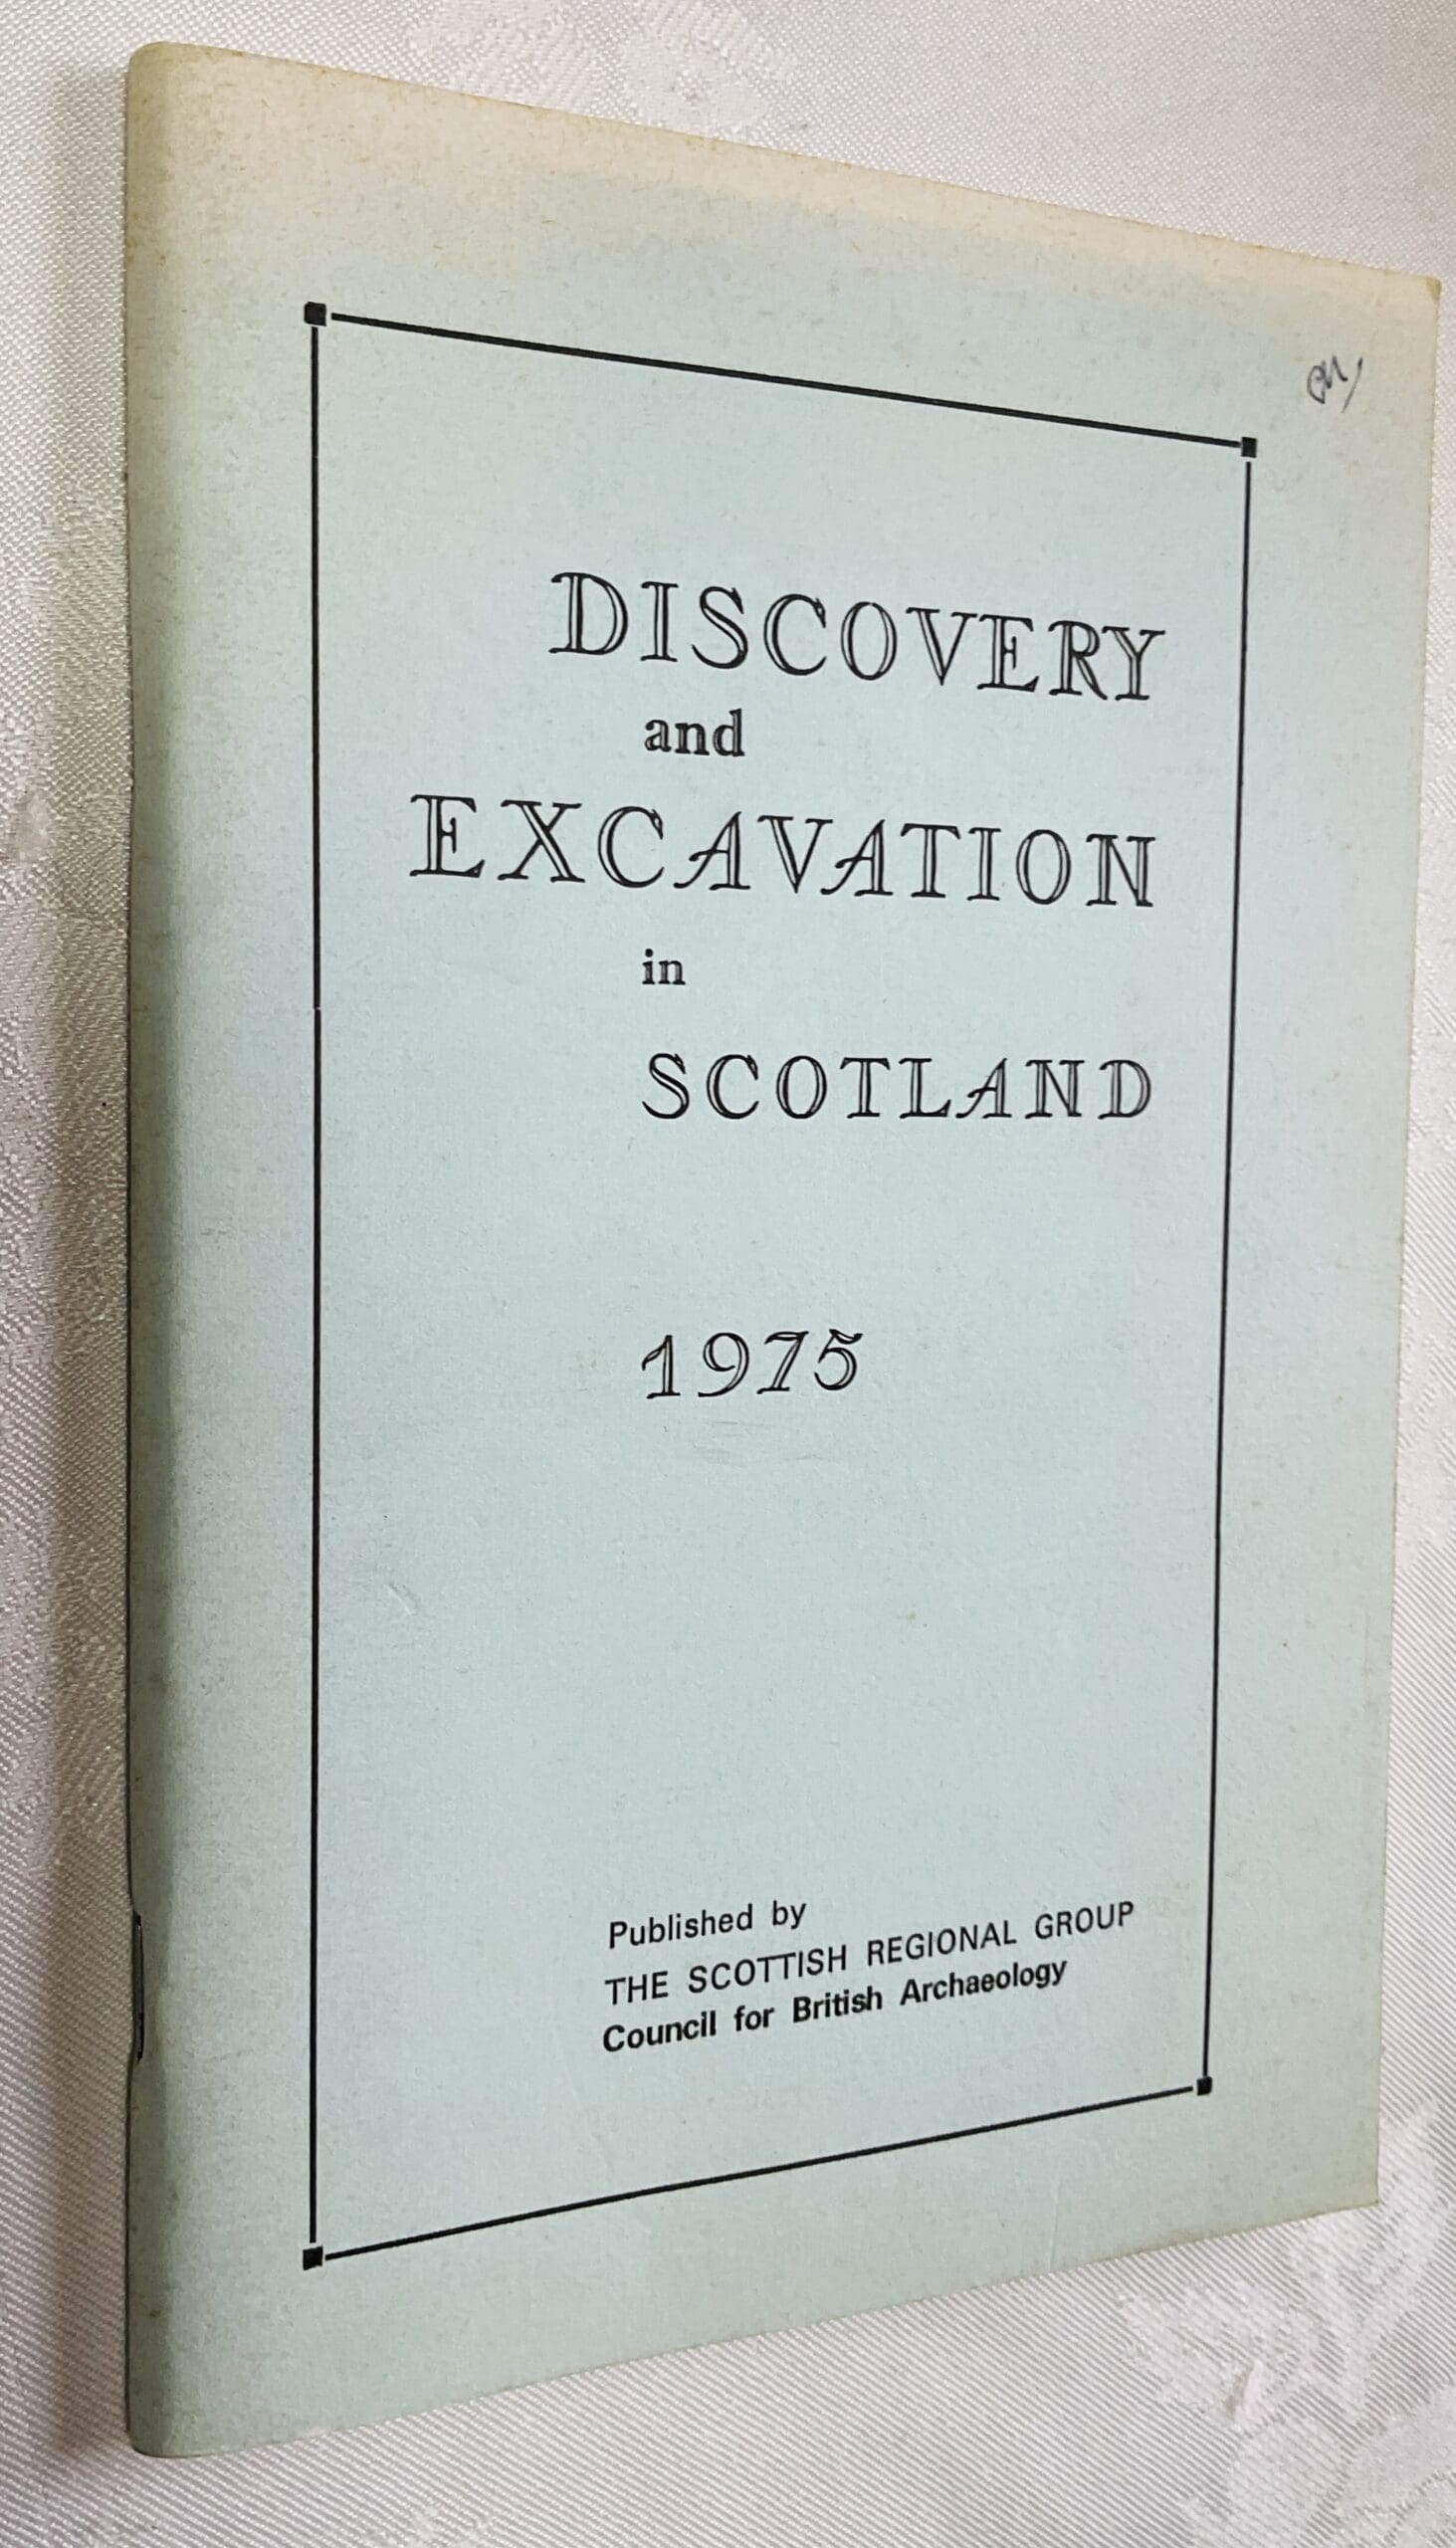 DISCOVERY
and
EXCAVATION
in
SCOTLAND
1975
Published by
THE SCOTTISH REGIONAL GROUP
Council for British Archaeology